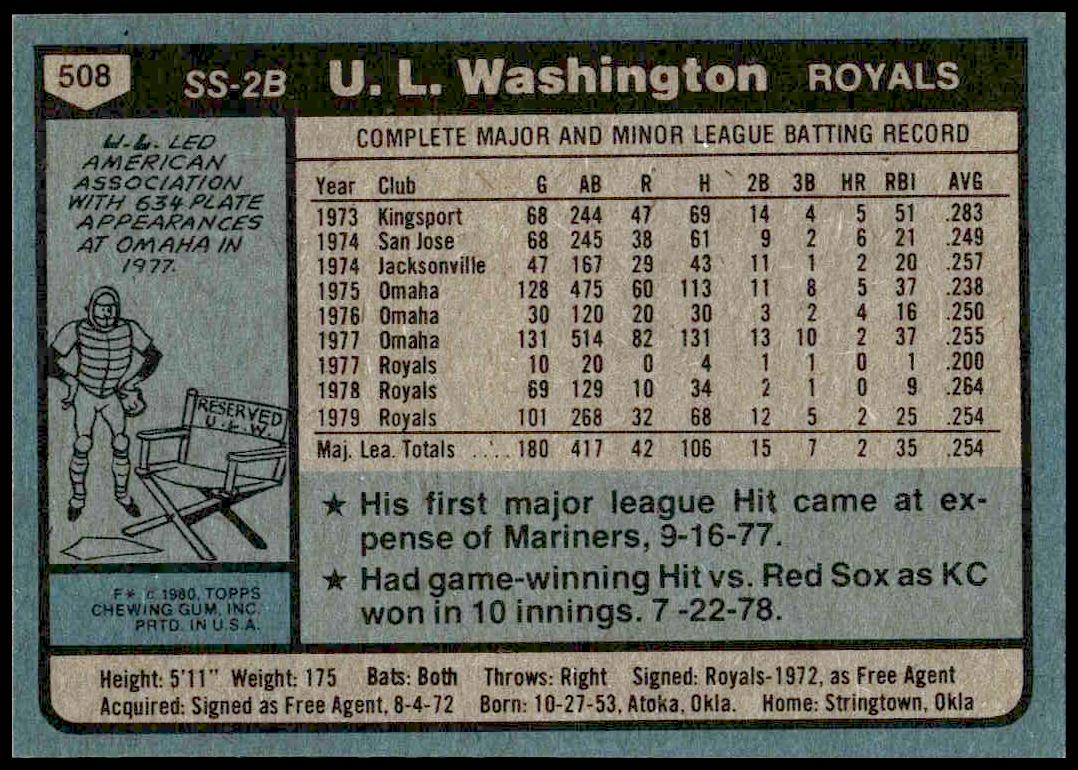 508 SS-2B U. L. Washington ROYALS
U.L. LED
AMERICAN
ASSOCIATION
WITH 634 PLATE
APPEARANCES
AT OMAHA IN
1977.
RESERVED
U.L.W.
F* © 1980, TOPPS
CHEWING GUM, INC.
PRTD. IN U.S.A.
COMPLETE MAJOR AND MINOR LEAGUE BATTING RECORD
Year Club G AB R H 2B 3B HR RBI AVG
1973 Kingsport 68 244 47 69 14 4 5 51 .283
1974 San Jose 68 245 38 61 9 2 6 21 .249
1974 Jacksonville 47 167 29 43 11 1 2 20 .257
1975 Omaha 128 475 60 113 11 8 5 37 .238
1976 Omaha 30 120 20 30 3 2 4 16 .250
1977 Omaha 131 514 82 131 13 10 2 37 .255
1977 Royals 10 20 0 4 1 1 0 1 .200
1978 Royals 69 129 10 34 2 1 0 9 .264
1979 Royals 101 268 32 68 12 5 2 25 .254
Maj. Lea. Totals ..... 180 417 42 106 15 7 2 35 .254
★ His first major league Hit came at ex-
pense of Mariners, 9-16-77.
★ Had game-winning Hit vs. Red Sox as KC
won in 10 innings. 7 -22-78.
Height: 5'11" Weight: 175 Bats: Both Throws: Right Signed: Royals-1972, as Free Agent
Acquired: Signed as Free Agent, 8-4-72 Born: 10-27-53, Atoka, Okla. Home: Stringtown, Okla